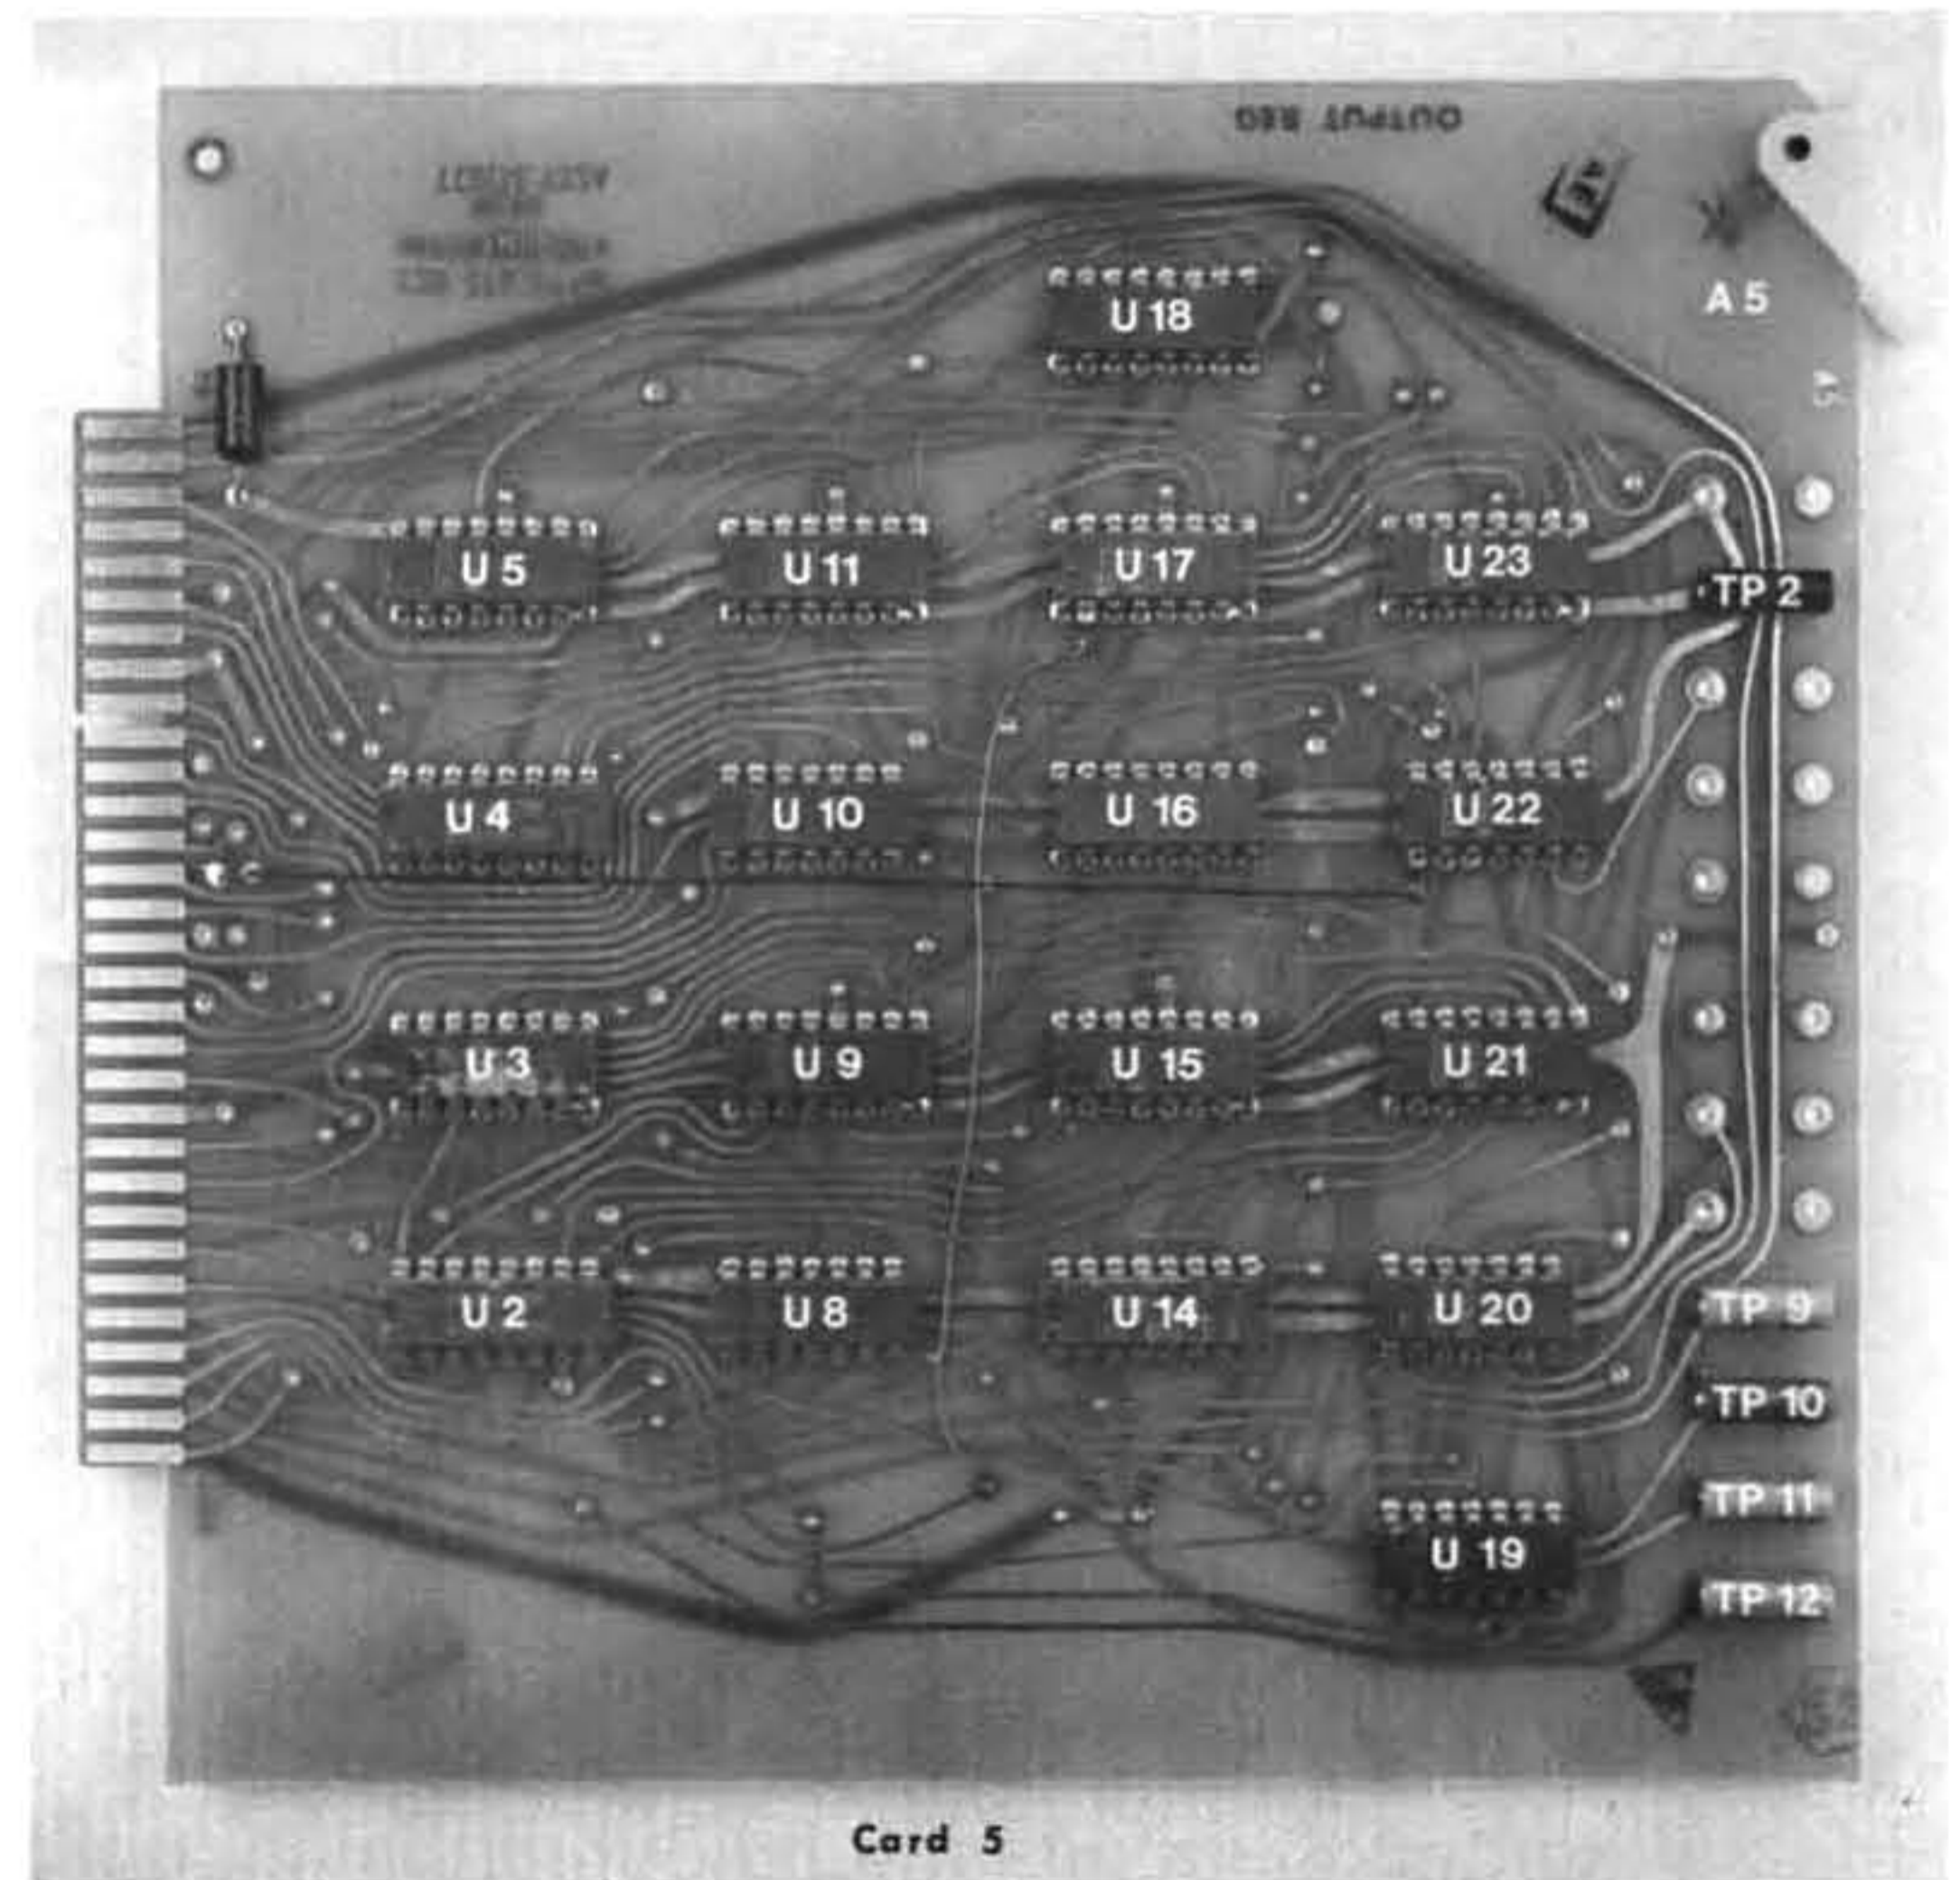 OUTPUT REG
A 5
A5
U 18
U 5 U 11 U 17 U 23
TP 2
U 4 U 10 U 16 U 22
U 3 U 9 U 15 U 21
U 2 U 8 U 14 U 20
TP 9
TP 10
TP 11
U 19
TP 12
Card 5